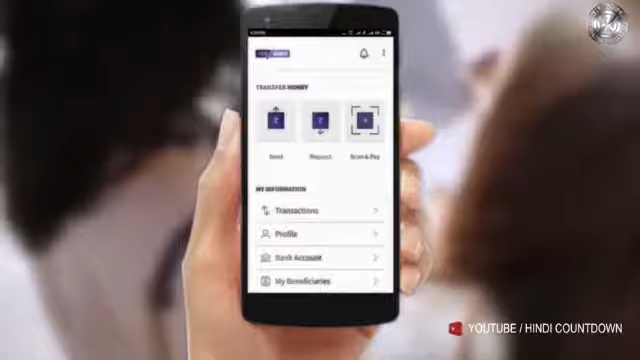 TRANSFER MONEY
Send
Request
Scan & Pay
MY INFORMATION
Transactions
Profile
Bank Account
My Beneficiaries
YOUTUBE / HINDI COUNTDOWN